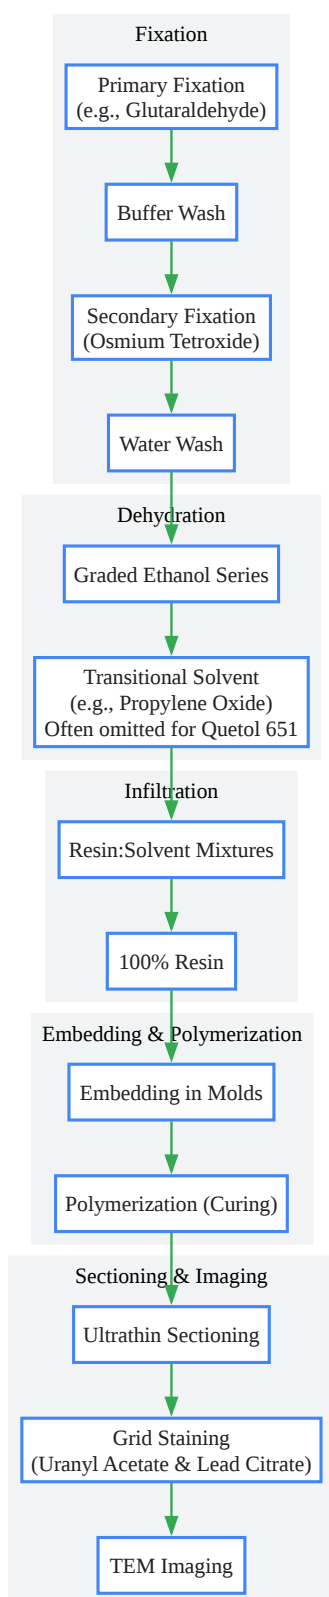 Fixation
Primary Fixation
(e.g., Glutaraldehyde)
Buffer Wash
Secondary Fixation
(Osmium Tetroxide)
Water Wash
Dehydration
Graded Ethanol Series
Transitional Solvent
(e.g., Propylene Oxide)
Often omitted for Quetol 651
Infiltration
Resin:Solvent Mixtures
100% Resin
Embedding & Polymerization
Embedding in Molds
Polymerization (Curing)
Sectioning & Imaging
Ultrathin Sectioning
Grid Staining
(Uranyl Acetate & Lead Citrate)
TEM Imaging